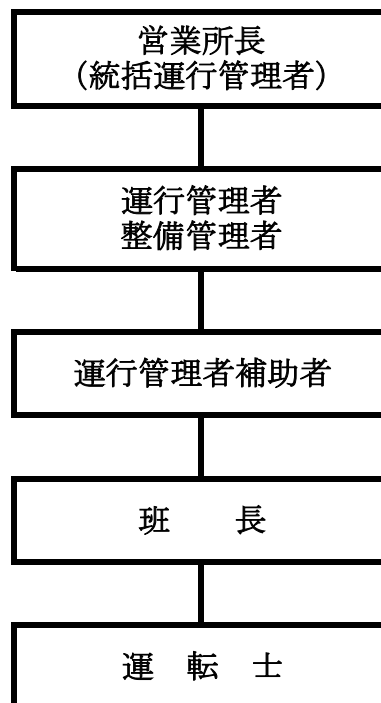 営業所長
（統括運行管理者）
運行管理者
整備管理者
運行管理者補助者
班　　長
運　転　士